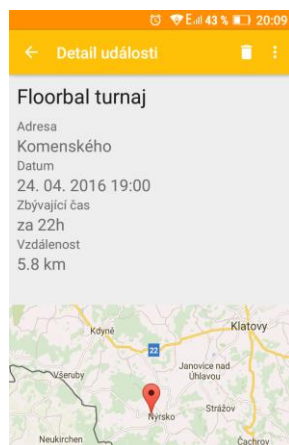 E 43 % 20:09
Detail události
Floorbal turnaj
Adresa
Komenského
Datum
24. 04. 2016 19:00
Zbývající čas
za 22h
Vzdálenost
5.8 km
Kdyně
Klatovy
22
Janovice nad
Úhlavou
Všeruby
Strážov
Nýrsko
Neukirchen
Čachrov